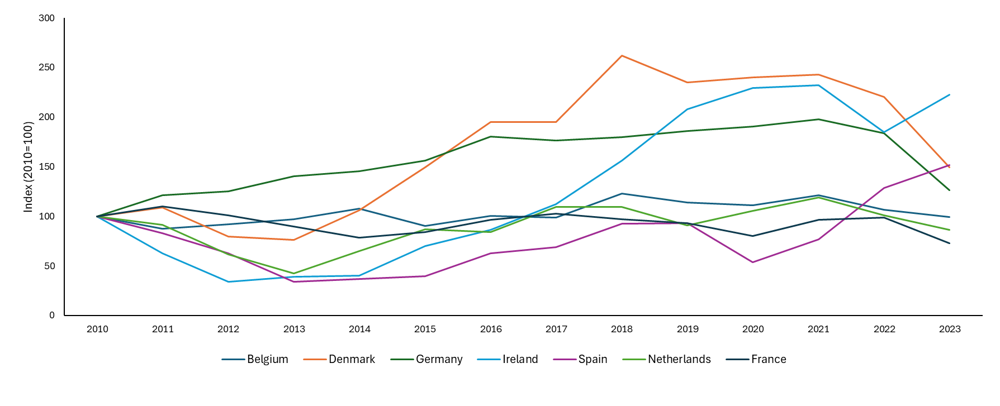 300
250
200
150
100
50
0
Index (2010=100)
2010 2011 2012 2013 2014 2015 2016 2017 2018 2019 2020 2021 2022 2023
Belgium Denmark Germany Ireland Spain Netherlands France